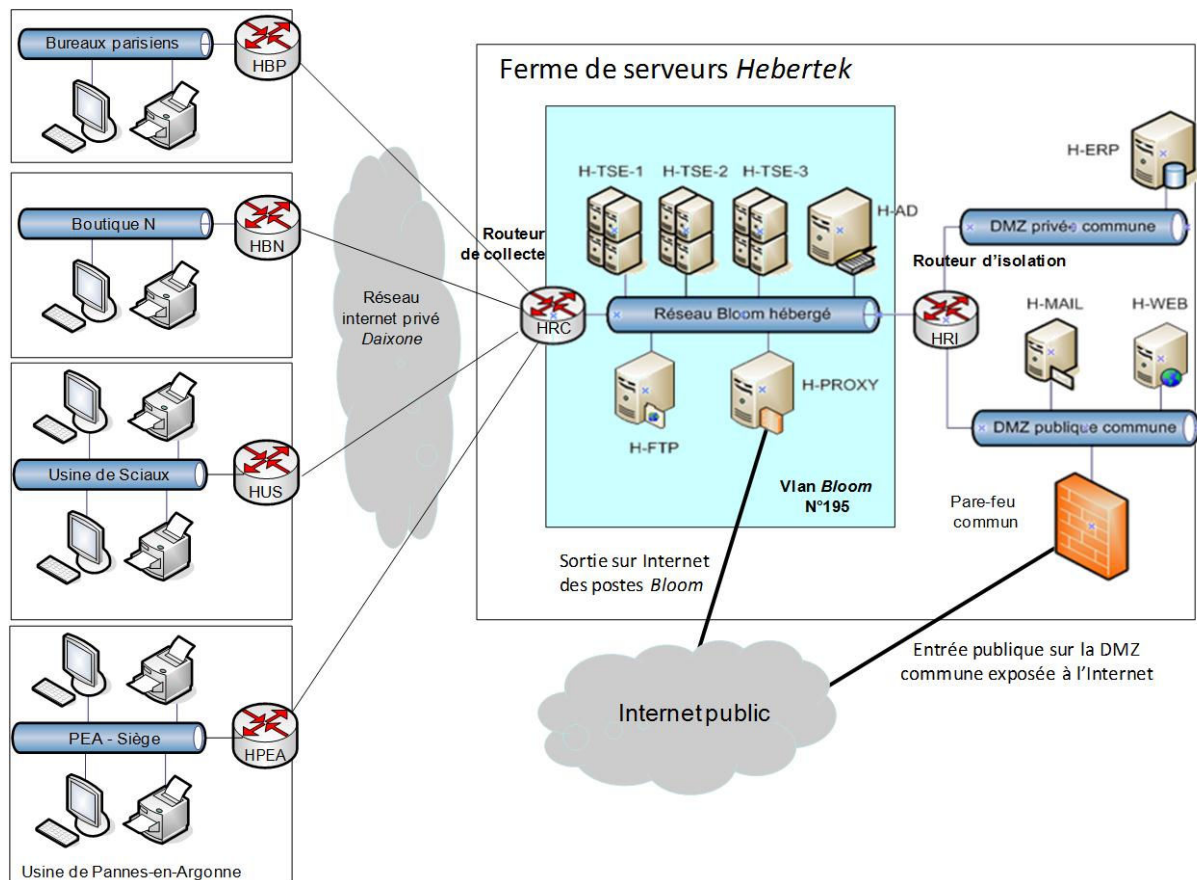 Bureaux parisiens
HBP
Boutique N
HBN
Usine de Sciaux
HUS
PEA - Siège
HPEA
Usine de Pannes-en-Argonne
Réseau
internet privé
Daixone
Routeur
de collecte
HRC
Ferme de serveurs Hebertek
H-TSE-1
H-TSE-2
H-TSE-3
H-AD
Réseau Bloom hébergé
H-FTP
H-PROXY
Vlan Bloom
N°195
H-ERP
DMZ privée commune
Routeur d’isolation
HRI
H-MAIL
H-WEB
DMZ publique commune
Pare-feu
commun
Sortie sur Internet
des postes Bloom
Entrée publique sur la DMZ
commune exposée à l’Internet
Internet public